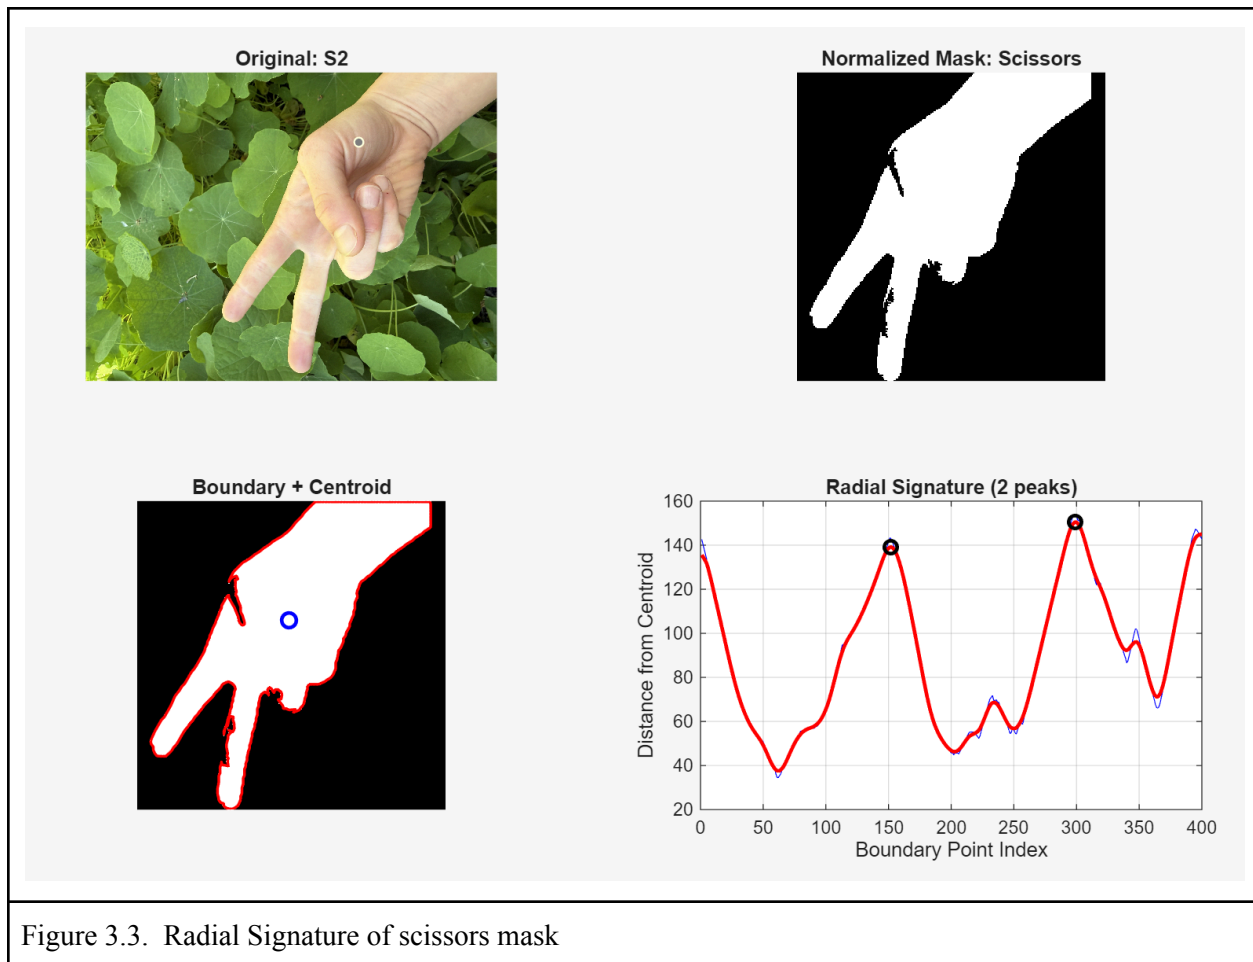 Original: S2
Normalized Mask: Scissors
Boundary + Centroid
Radial Signature (2 peaks)
160
140
120
100
80
60
40
20
Distance from Centroid
0 50 100 150 200 250 300 350 400
Boundary Point Index
Figure 3.3. Radial Signature of scissors mask